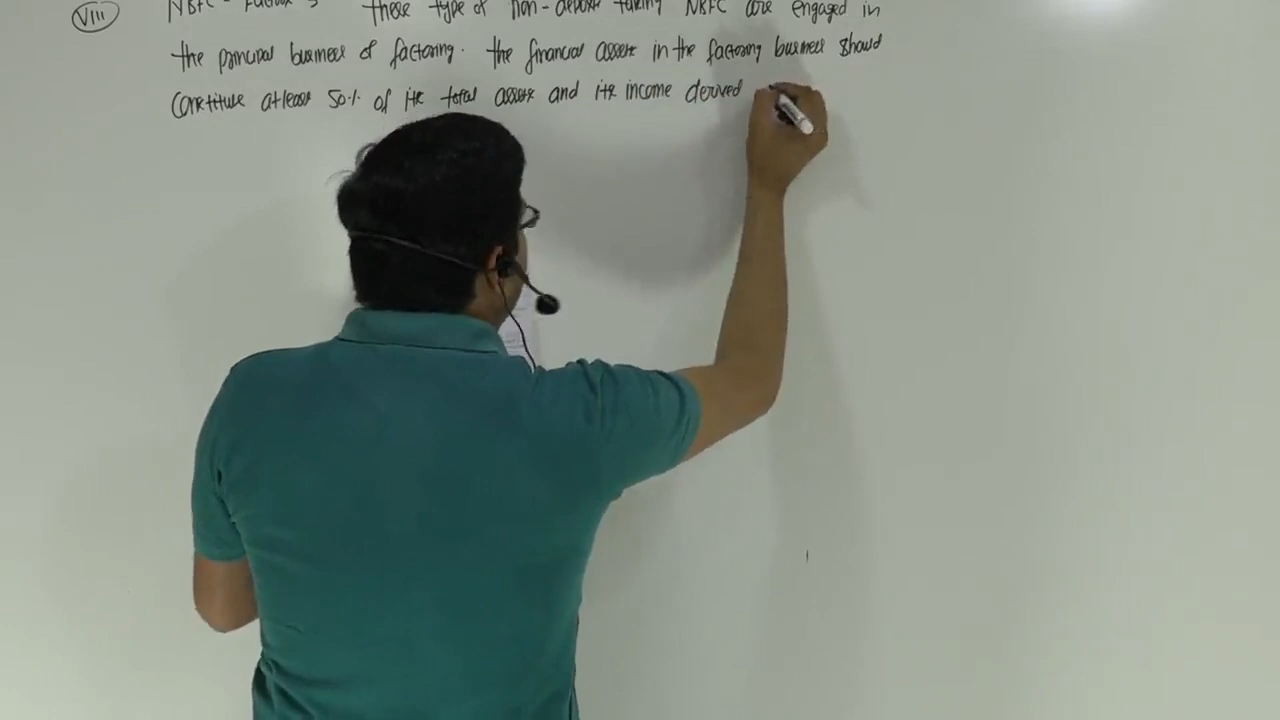 VIII NBFC - Factors These type of non-deposit taking NBFC are engaged in
the principal business of factoring. the financial assets in the factoring business should
Constitute atleast 50% of its total assets and its income derived